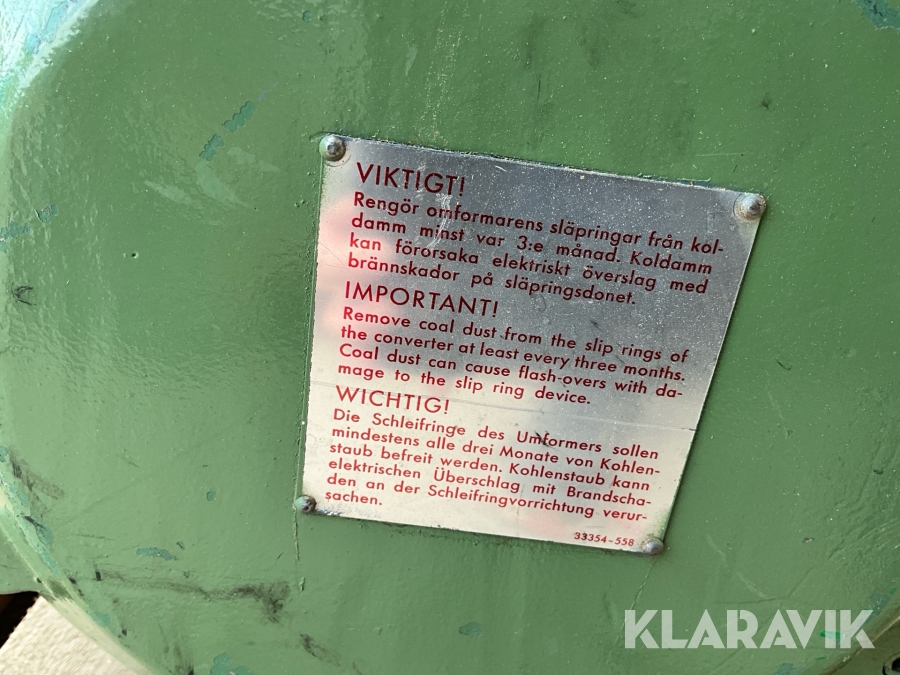 VIKTIGT!
Rengör omformarens släpringar från kol-
damm minst var 3:e månad. Koldamm
kan förorsaka elektriskt överslag med
brännskador på släpringsdonet.
IMPORTANT!
Remove coal dust from the slip rings of
the converter at least every three months.
Coal dust can cause flash-overs with da-
mage to the slip ring device.
WICHTIG!
Die Schleifringe des Umformers sollen
mindestens alle drei Monate von Kohlen-
staub befreit werden. Kohlenstaub kann
elektrischen Überschlag mit Brandscha-
den an der Schleifringvorrichtung verur-
sachen.
33354-558
KLARAVIK